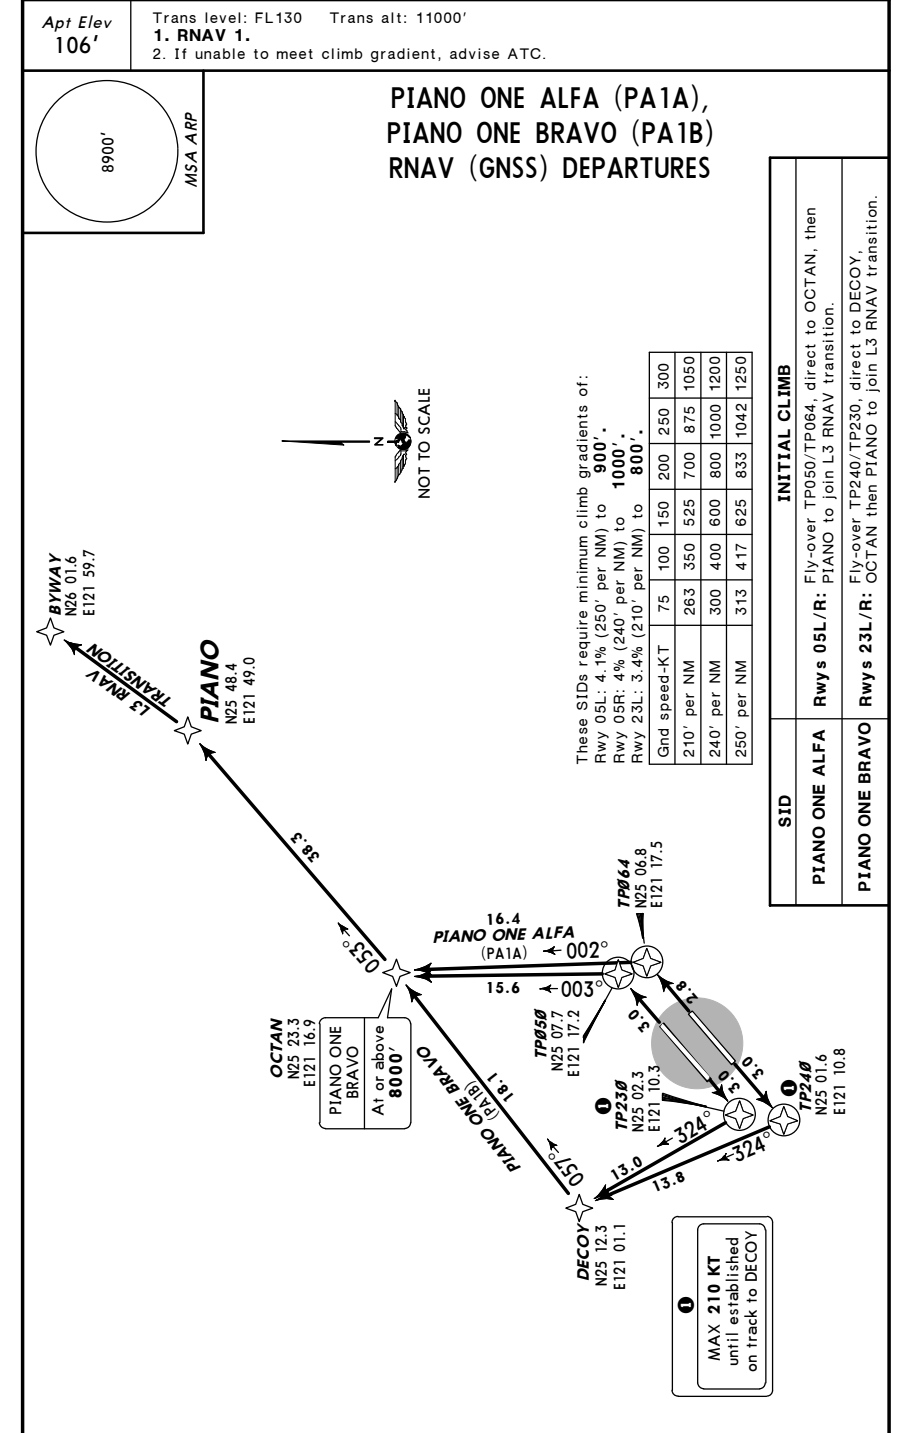 Apt Elev
106'
Trans level: FL130 Trans alt: 11000'
1. RNAV 1.
2. If unable to meet climb gradient, advise ATC.
8900'
MSA ARP
PIANO ONE ALFA (PA1A),
PIANO ONE BRAVO (PA1B)
RNAV (GNSS) DEPARTURES
N
NOT TO SCALE
BYWAY
N26 01.6
E121 59.7
L3 RNAV
TRANSITION
PIANO
N25 48.4
E121 49.0
38.3
053°
OCTAN
N25 23.3
E121 16.9
PIANO ONE
BRAVO
At or above
8000'
16.4
PIANO ONE ALFA
(PA1A)
002°
15.6
003°
TPØ64
N25 06.8
E121 17.5
TPØ5Ø
N25 07.7
E121 17.2
2.8
3.0
3.0
3.0
1
TP23Ø
N25 02.3
E121 10.3
1
TP24Ø
N25 01.6
E121 10.8
324°
324°
13.0
13.8
18.1
PIANO ONE BRAVO
(PA1B)
057°
DECOY
N25 12.3
E121 01.1
1
MAX 210 KT
until established
on track to DECOY
These SIDs require minimum climb gradients of:
Rwy 05L: 4.1% (250' per NM) to 900'.
Rwy 05R: 4% (240' per NM) to 1000'.
Rwy 23L: 3.4% (210' per NM) to 800'.
Gnd speed-KT 75 100 150 200 250 300
210' per NM 263 350 525 700 875 1050
240' per NM 300 400 600 800 1000 1200
250' per NM 313 417 625 833 1042 1250
SID INITIAL CLIMB
PIANO ONE ALFA Rwys 05L/R: Fly-over TP050/TP064, direct to OCTAN, then
PIANO to join L3 RNAV transition.
PIANO ONE BRAVO Rwys 23L/R: Fly-over TP240/TP230, direct to DECOY,
OCTAN then PIANO to join L3 RNAV transition.